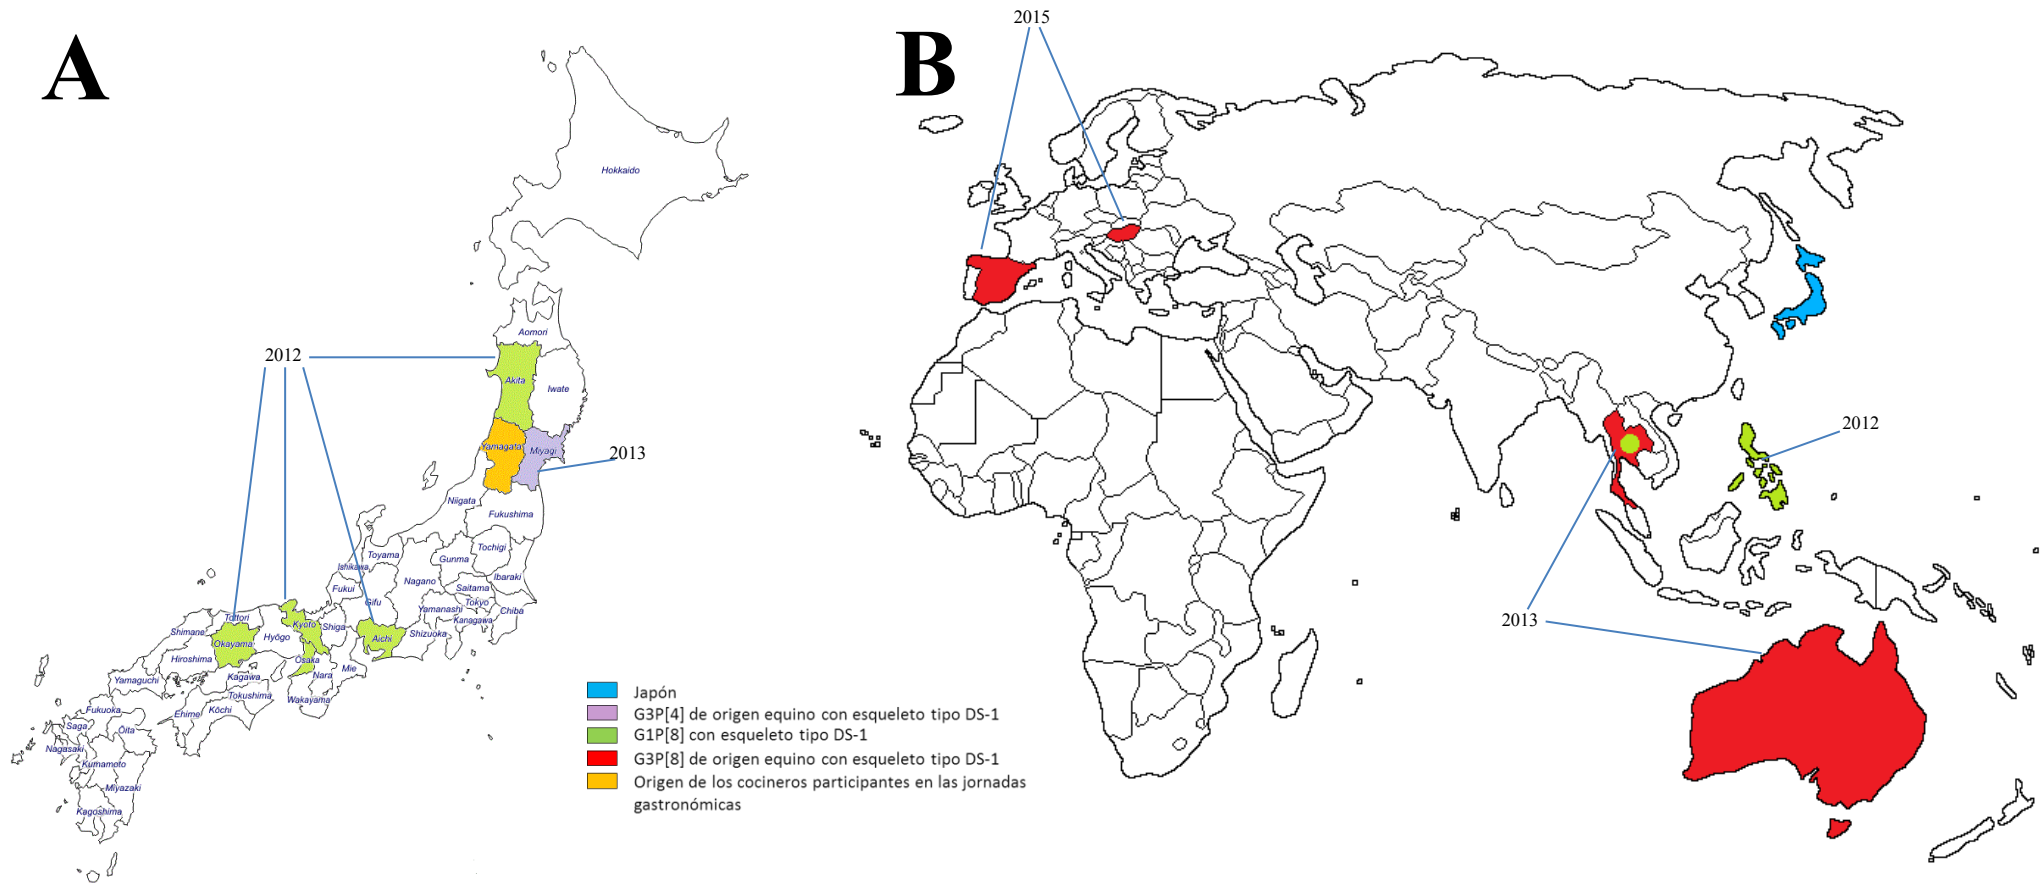 2015
A
B
Hokkaido
Aomori
2012
Akita
Iwate
2012
Yamagata
Miyagi
2013
Niigata
Fukushima
Toyama
Gunma
Tochigi
Ishikawa
Nagano
Ibaraki
Fukui
Saitama
Gifu
Tokyo
Yamanashi
Chiba
Tottori
Kyoto
Shiga
Kanagawa
2013
Shimane
Okayama
Hyōgo
Aichi
Shizuoka
Hiroshima
Osaka
Mie
Yamaguchi
Kagawa
Nara
Tokushima
Wakayama
Japón
Fukuoka
Ehime
Kōchi
G3P[4] de origen equino con esqueleto tipo DS-1
Saga
Ōita
G1P[8] con esqueleto tipo DS-1
Nagasaki
G3P[8] de origen equino con esqueleto tipo DS-1
Kumamoto
Miyazaki
Origen de los cocineros participantes en las jornadas
gastronómicas
Kagoshima